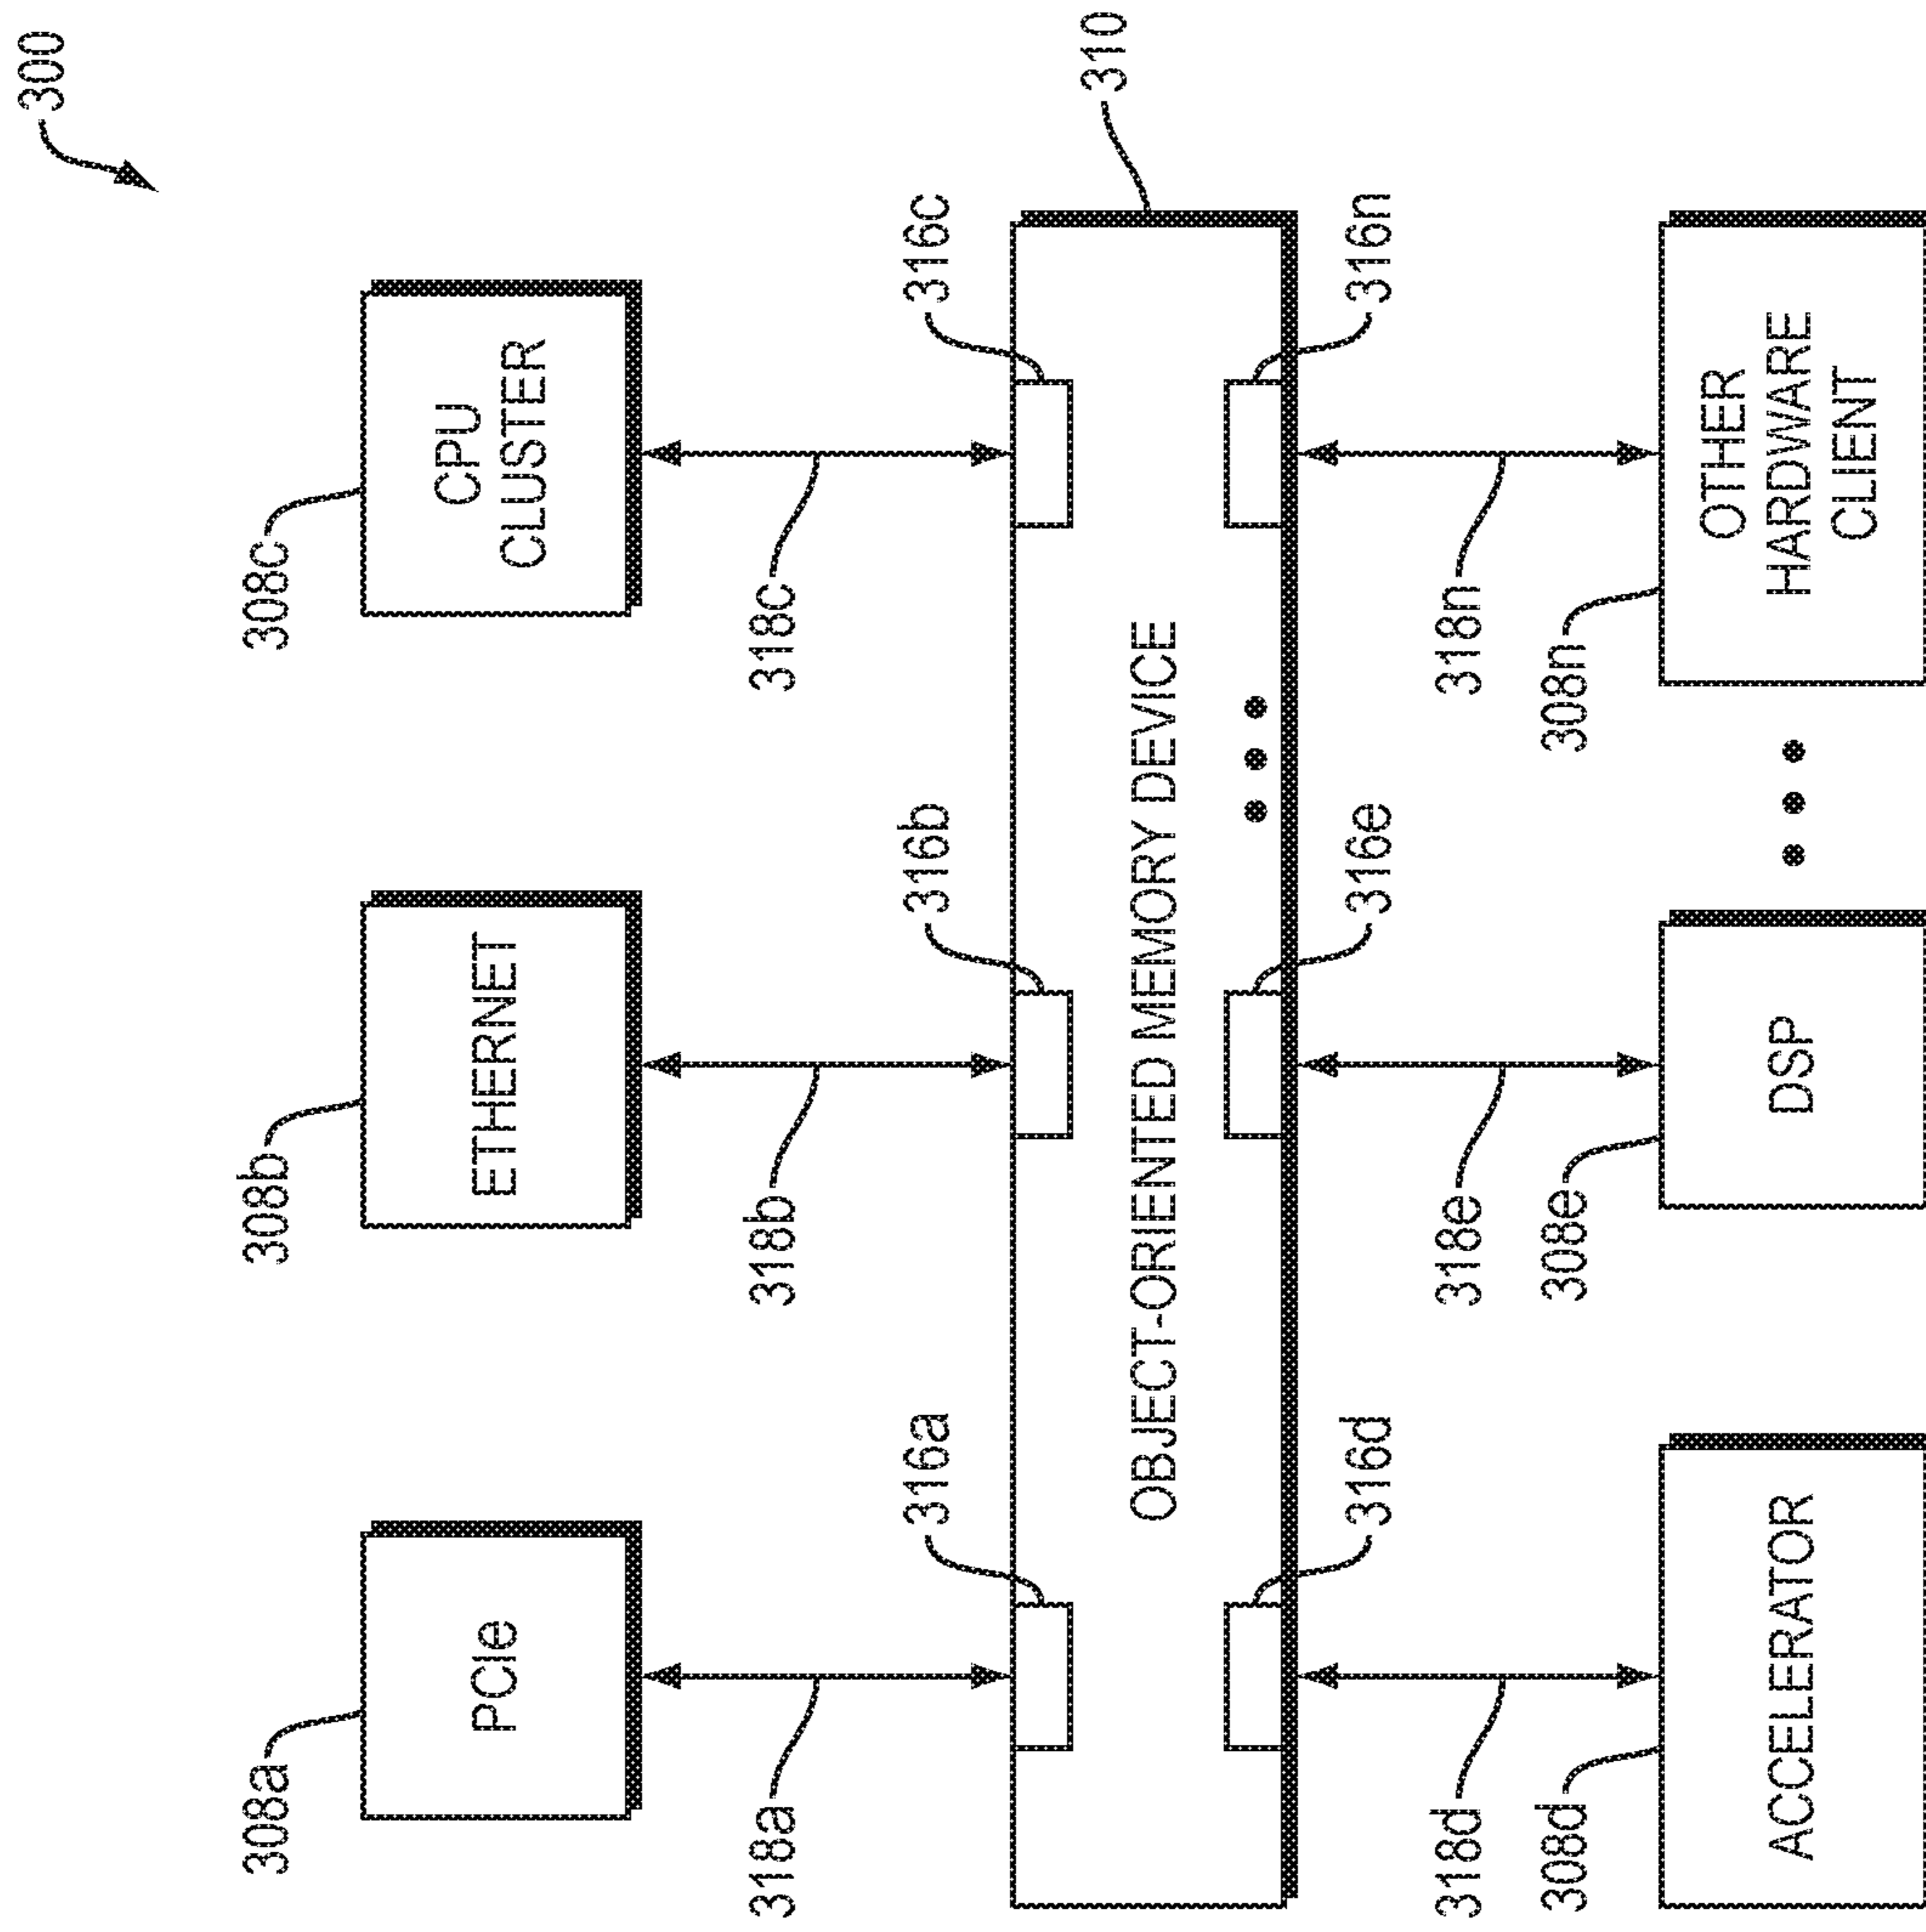 300
308a
PCIe
308b
ETHERNET
308c
CPU
CLUSTER
318a
318b
318c
316a
316b
316c
310
OBJECT-ORIENTED MEMORY DEVICE
316d
316e
316n
318d
318e
318n
308d
ACCELERATOR
308e
DSP
308n
OTHER
HARDWARE
CLIENT